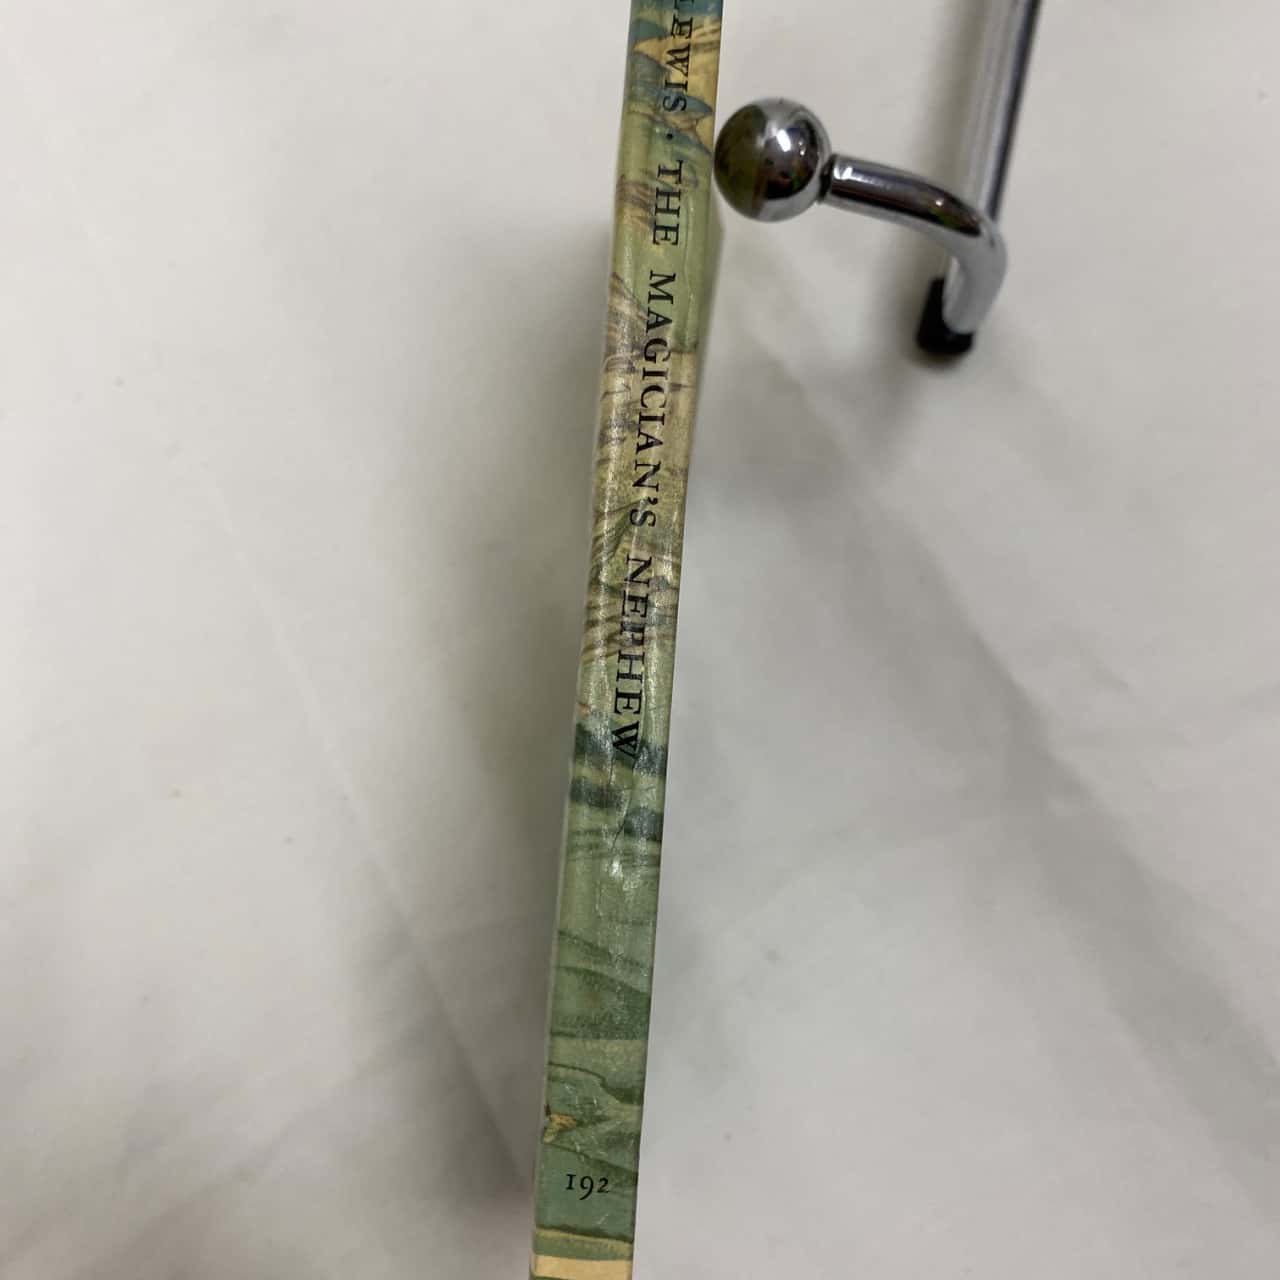 LEWIS · THE MAGICIAN'S NEPHEW
192